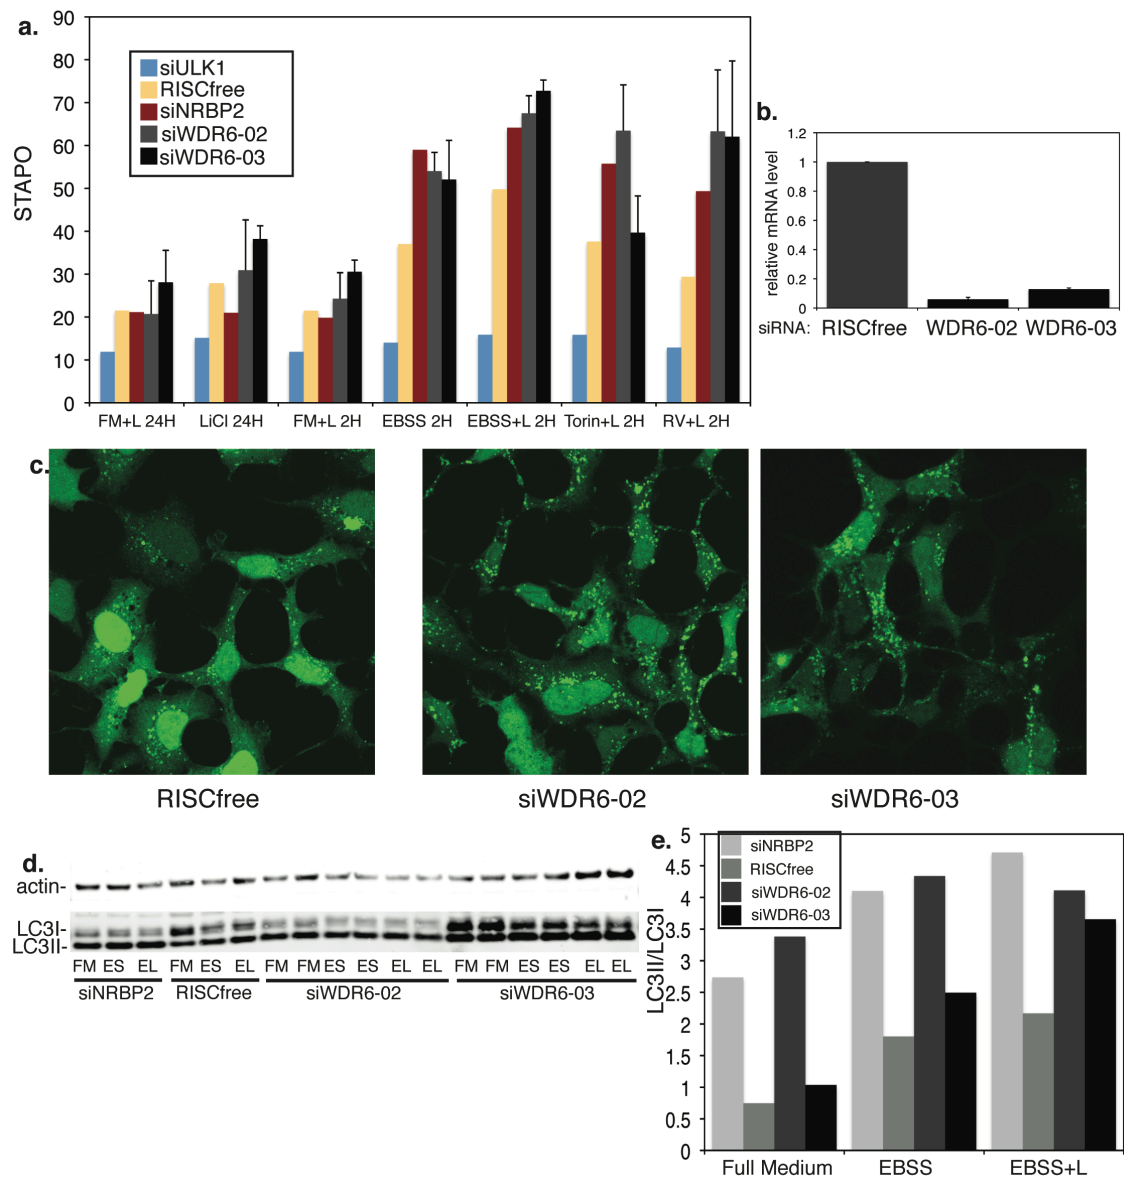 a.
90
80
70
60
50
40
30
20
10
0
STAPO
siULK1
RISCfree
siNRBP2
siWDR6-02
siWDR6-03
FM+L 24H LiCl 24H FM+L 2H EBSS 2H EBSS+L 2H Torin+L 2H RV+L 2H
b.
1.2
1
0.8
0.6
0.4
0.2
0
relative mRNA level
siRNA: RISCfree WDR6-02 WDR6-03
c.
RISCfree siWDR6-02 siWDR6-03
d.
actin-
LC3I-
LC3II-
FM ES EL FM ES EL FM FM ES ES EL EL FM FM ES ES EL EL
siNRBP2 RISCfree siWDR6-02 siWDR6-03
e.
5
4.5
4
3.5
3
2.5
2
1.5
1
0.5
0
LC3II/LC3I
siNRBP2
RISCfree
siWDR6-02
siWDR6-03
Full Medium EBSS EBSS+L